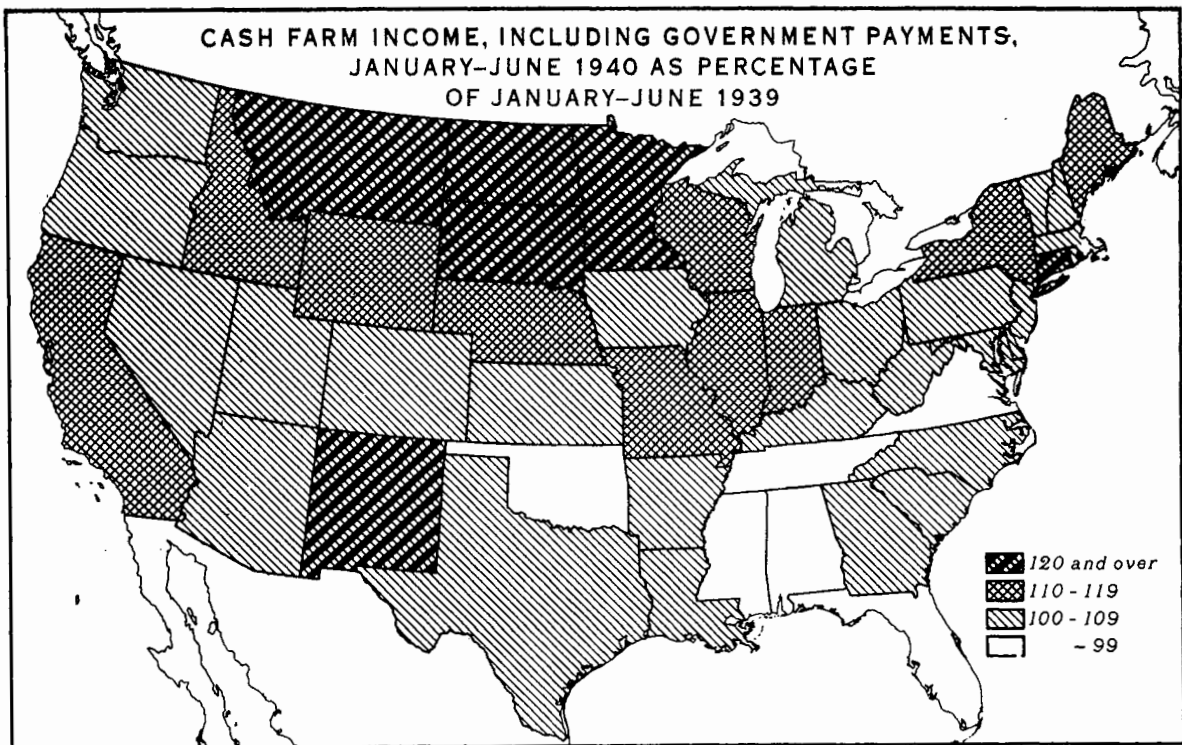 CASH FARM INCOME, INCLUDING GOVERNMENT PAYMENTS,
JANUARY–JUNE 1940 AS PERCENTAGE
OF JANUARY–JUNE 1939
120 and over
110 - 119
100 - 109
- 99